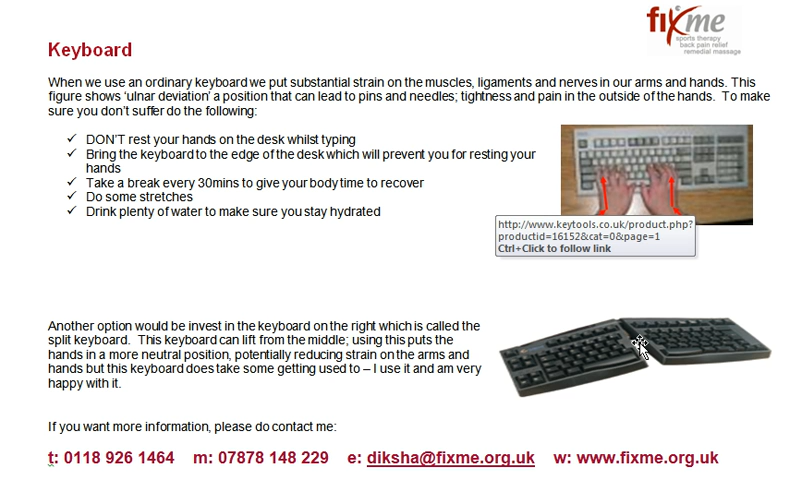 fixme
sports therapy
back pain relief
remedial massage
Keyboard
When we use an ordinary keyboard we put substantial strain on the muscles, ligaments and nerves in our arms and hands. This
figure shows ‘ulnar deviation’ a position that can lead to pins and needles; tightness and pain in the outside of the hands. To make
sure you don’t suffer do the following:
✓ DON’T rest your hands on the desk whilst typing
✓ Bring the keyboard to the edge of the desk which will prevent you for resting your
hands
✓ Take a break every 30mins to give your body time to recover
✓ Do some stretches
✓ Drink plenty of water to make sure you stay hydrated
http://www.keytools.co.uk/product.php?
productid=16152&cat=0&page=1
Ctrl+Click to follow link
Another option would be invest in the keyboard on the right which is called the
split keyboard. This keyboard can lift from the middle; using this puts the
hands in a more neutral position, potentially reducing strain on the arms and
hands but this keyboard does take some getting used to – I use it and am very
happy with it.
If you want more information, please do contact me:
t: 0118 926 1464 m: 07878 148 229 e: diksha@fixme.org.uk w: www.fixme.org.uk